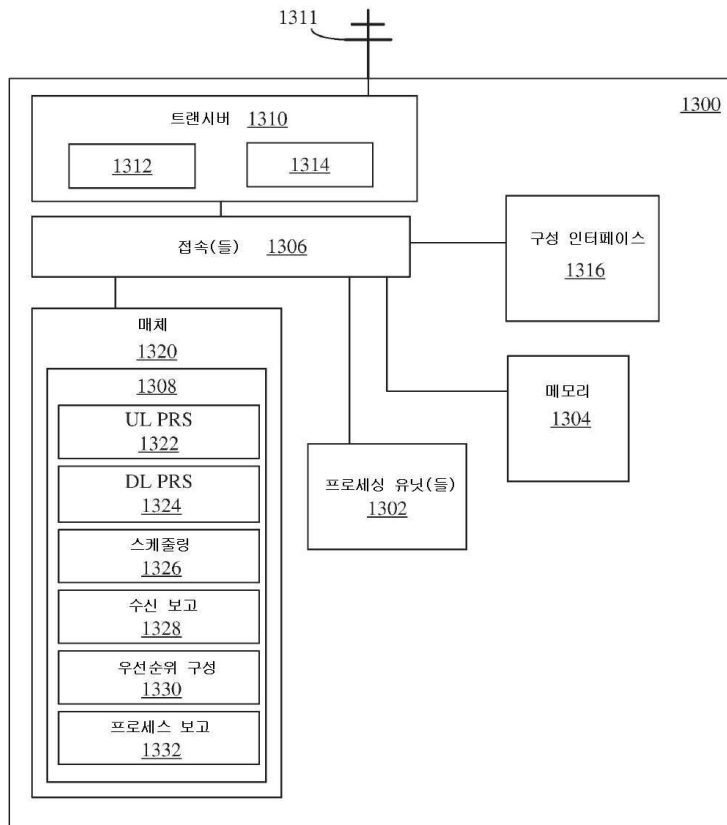 1311
1300
트랜시버 1310
1312
1314
접속(들) 1306
구성 인터페이스
1316
매체
1320
1308
UL PRS
1322
DL PRS
1324
스케줄링
1326
수신 보고
1328
우선순위 구성
1330
프로세스 보고
1332
메모리
1304
프로세싱 유닛(들)
1302